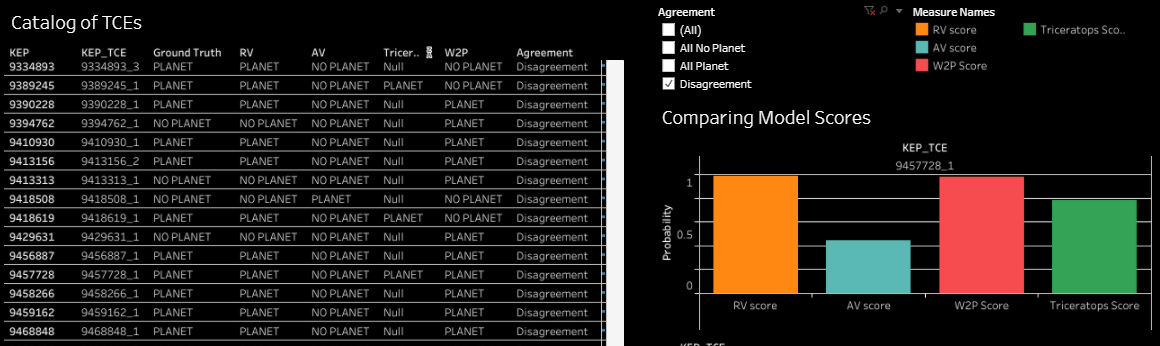 Catalog of TCEs
KEP KEP_TCE Ground Truth RV AV Tricer.. W2P Agreement
9334893 9334893_3 PLANET PLANET NO PLANET Null NO PLANET Disagreement
9389245 9389245_1 PLANET PLANET NO PLANET PLANET NO PLANET Disagreement
9390228 9390228_1 PLANET PLANET NO PLANET Null PLANET Disagreement
9394762 9394762_1 NO PLANET NO PLANET NO PLANET Null PLANET Disagreement
9410930 9410930_1 PLANET PLANET NO PLANET Null PLANET Disagreement
9413156 9413156_2 PLANET PLANET NO PLANET Null PLANET Disagreement
9413313 9413313_1 NO PLANET NO PLANET NO PLANET Null PLANET Disagreement
9418508 9418508_1 NO PLANET NO PLANET PLANET Null NO PLANET Disagreement
9418619 9418619_1 PLANET PLANET NO PLANET PLANET NO PLANET Disagreement
9429631 9429631_1 NO PLANET NO PLANET NO PLANET Null PLANET Disagreement
9456887 9456887_1 PLANET PLANET NO PLANET Null PLANET Disagreement
9457728 9457728_1 PLANET PLANET NO PLANET PLANET PLANET Disagreement
9458266 9458266_1 PLANET PLANET NO PLANET Null PLANET Disagreement
9459162 9459162_1 PLANET PLANET NO PLANET Null PLANET Disagreement
9468848 9468848_1 PLANET PLANET NO PLANET Null PLANET Disagreement
Agreement
(All)
All No Planet
All Planet
Disagreement
Measure Names
RV score Triceratops Sco..
AV score
W2P Score
Comparing Model Scores
KEP_TCE
9457728_1
Probability
1
0.5
0
RV score AV score W2P Score Triceratops Score
KEP_TCE